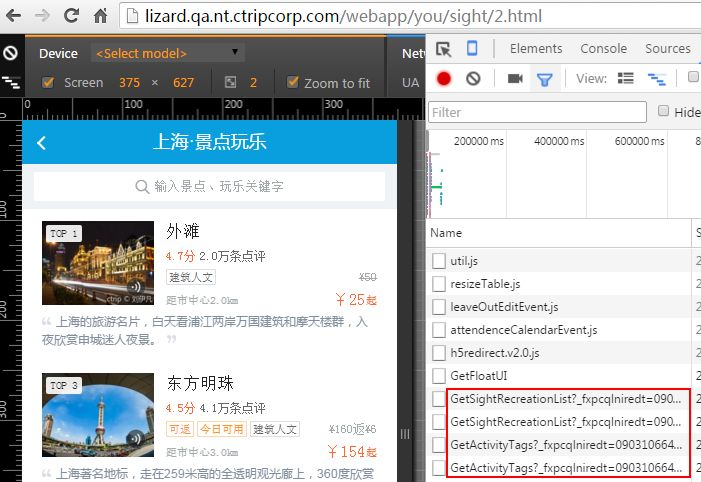 lizard.qa.nt.ctripcorp.com/webapp/you/sight/2.html
Device <Select model> Netw
Screen 375 × 627 2 Zoom to fit UA
Elements Console Sources
View:
Filter Hide
0 100 200 300
200000 ms 400000 ms 600000 ms 8
Name S
上海·景点玩乐
输入景点、玩乐关键字
TOP 1
外滩
4.7分 2.0万条点评
建筑人文 ¥50
距市中心2.0km ¥25起
ctrip © 刘伊凡
“ 上海的旅游名片，白天看浦江两岸万国建筑和摩天楼群，入
夜欣赏申城迷人夜景。 ”
TOP 3
东方明珠
4.5分 4.1万条点评
可返 今日可用 建筑人文 ¥160返¥6
距市中心3.0km ¥154起
“ 上海著名地标，走在259米高的全透明观光廊上，360度欣赏
0
100
200
300
util.js 2
resizeTable.js 2
leaveOutEditEvent.js 2
attendenceCalendarEvent.js 2
h5redirect.v2.0.js 2
GetFloatUI 2
GetSightRecreationList?_fxpcqlniredt=090... 2
GetSightRecreationList?_fxpcqlniredt=090... 2
GetActivityTags?_fxpcqlniredt=090310664... 2
GetActivityTags?_fxpcqlniredt=090310664... 2